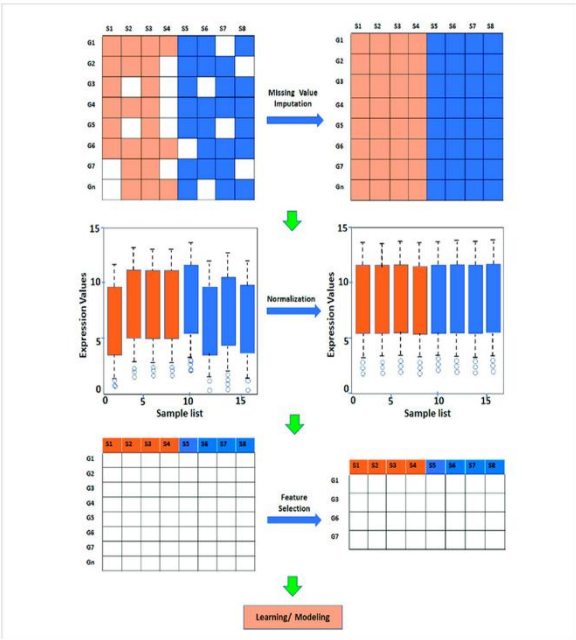 S1 S2 S3 S4 S5 S6 S7 S8
G1
G2
G3
G4
G5
G6
G7
Gn
Missing Value
Imputation
S1 S2 S3 S4 S5 S6 S7 S8
G1
G2
G3
G4
G5
G6
G7
Gn
15
10
5
0
Expression Values
0 5 10 15
Sample list
Normalization
15
10
5
0
Expression Values
0 5 10 15
Sample list
S1 S2 S3 S4 S5 S6 S7 S8
G1
G2
G3
G4
G5
G6
G7
Gn
Feature
Selection
S1 S2 S3 S4 S5 S6 S7 S8
G1
G3
G6
G7
Learning/ Modeling